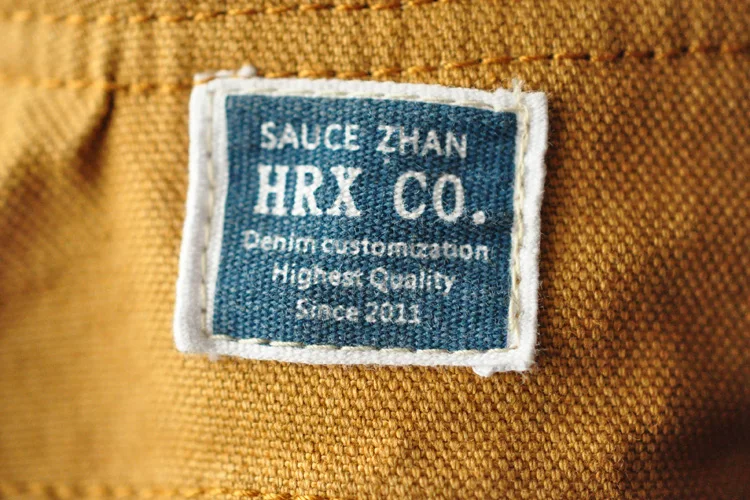 SAUCE ZHAN
HRX CO.
Denim customization
Highest Quality
Since 2011